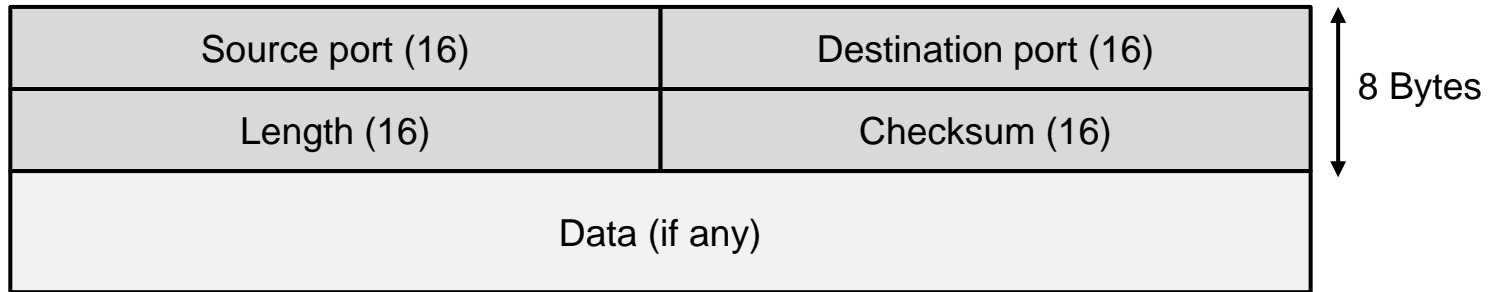 Source port (16) Destination port (16)
8 Bytes
Length (16) Checksum (16)
Data (if any)